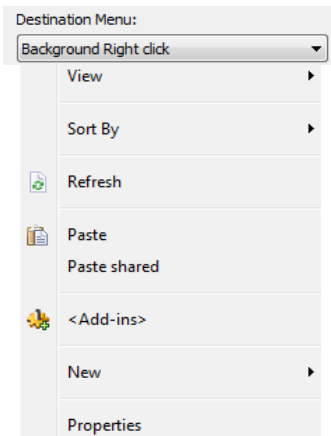 Destination Menu:
Background Right click
View
Sort By
Refresh
Paste
Paste shared
<Add-ins>
New
Properties